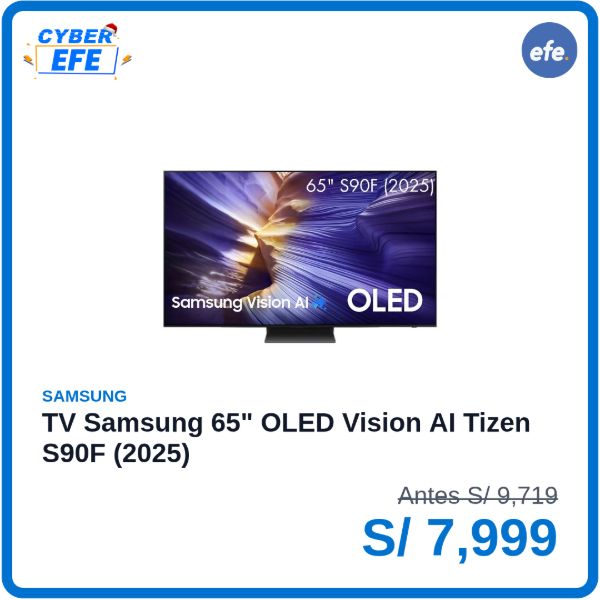 CYBER
EFE
efe.
65" S90F (2025)
Samsung Vision AI
OLED
SAMSUNG
TV Samsung 65" OLED Vision AI Tizen
S90F (2025)
Antes S/ 9,719
S/ 7,999